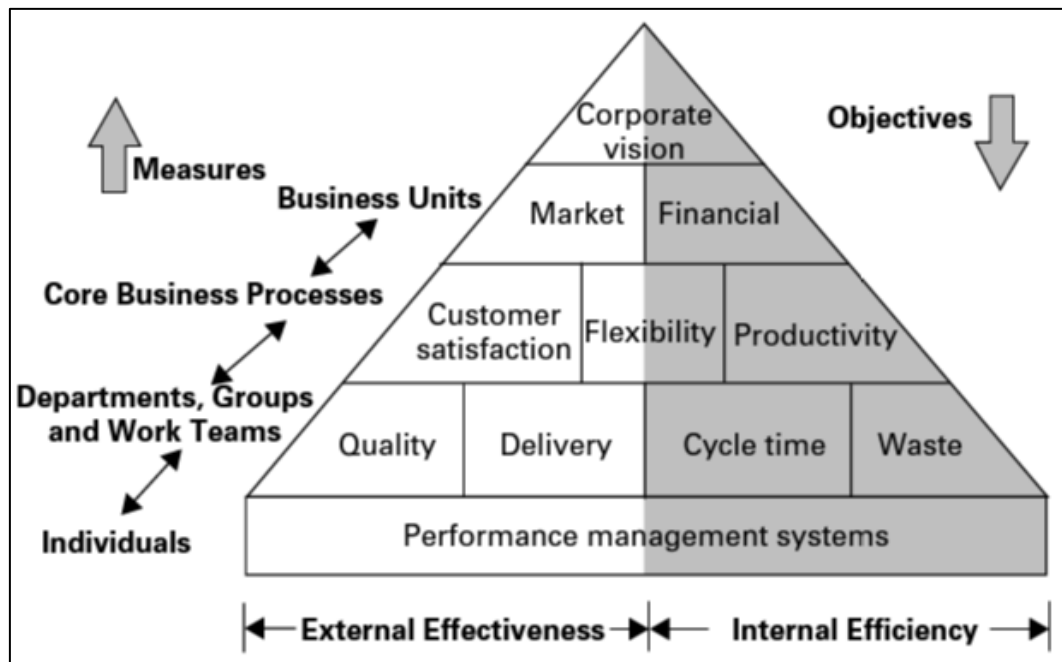 Corporate
vision
Objectives
Measures
Business Units
Market
Financial
Core Business Processes
Customer
satisfaction
Flexibility
Productivity
Departments, Groups
and Work Teams
Quality
Delivery
Cycle time
Waste
Individuals
Performance management systems
External Effectiveness
Internal Efficiency